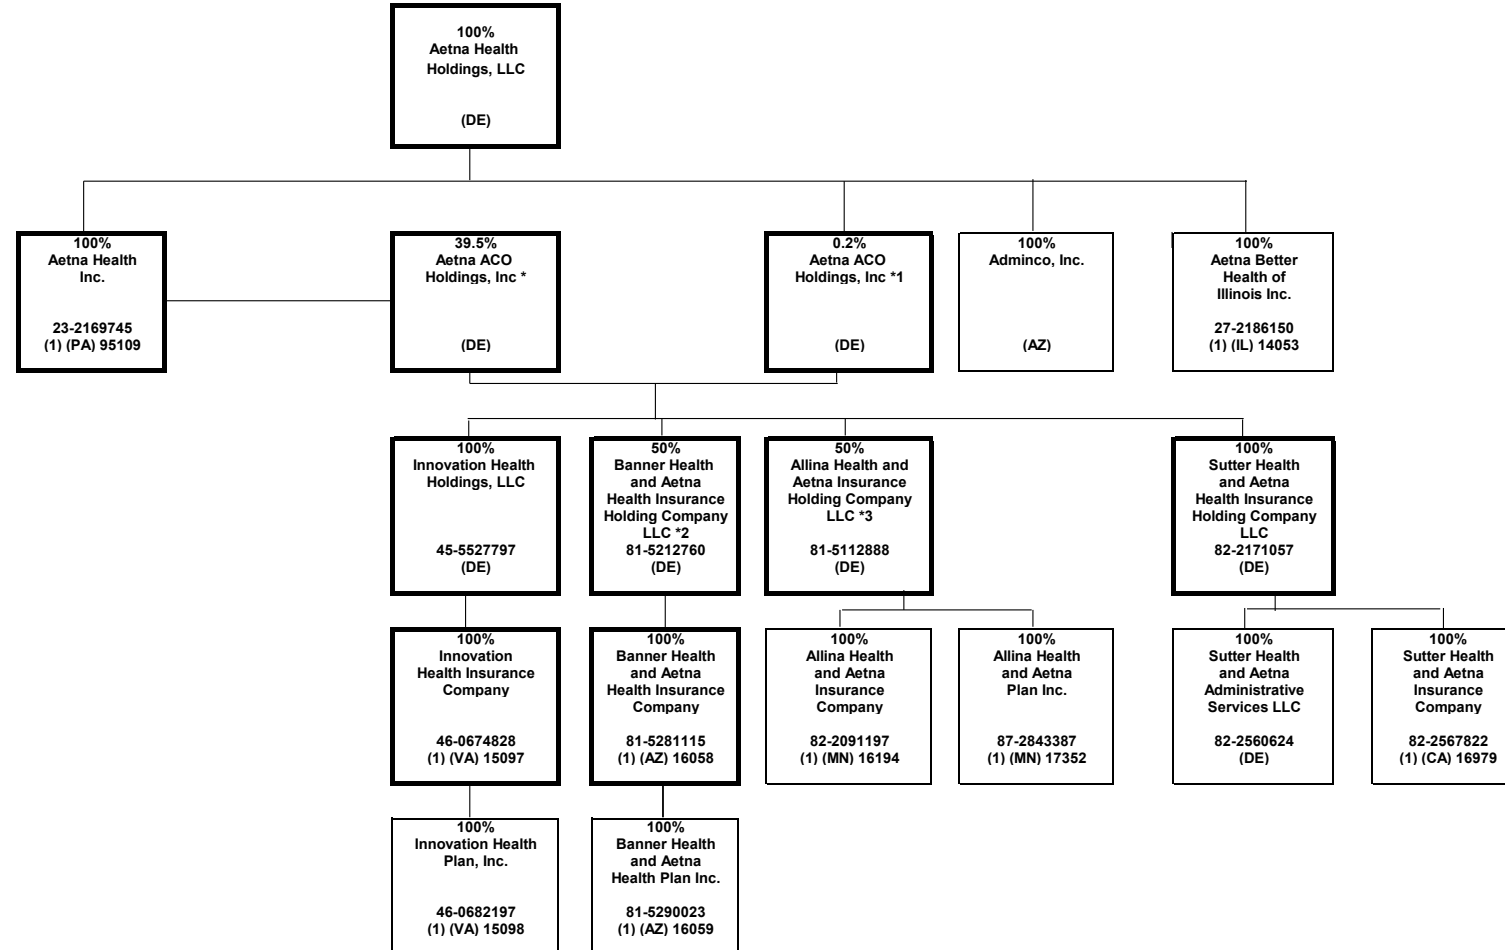 100%
Aetna Health
Holdings, LLC
(DE)
100%
Aetna Health
Inc.
23-2169745
(1) (PA) 95109
39.5%
Aetna ACO
Holdings, Inc *
(DE)
0.2%
Aetna ACO
Holdings, Inc *1
(DE)
100%
Adminco, Inc.
(AZ)
100%
Aetna Better
Health of
Illinois Inc.
27-2186150
(1) (IL) 14053
100%
Innovation Health
Holdings, LLC
45-5527797
(DE)
50%
Banner Health
and Aetna
Health Insurance
Holding Company
LLC *2
81-5212760
(DE)
50%
Allina Health and
Aetna Insurance
Holding Company
LLC *3
81-5112888
(DE)
100%
Sutter Health
and Aetna
Health Insurance
Holding Company
LLC
82-2171057
(DE)
100%
Innovation
Health Insurance
Company
46-0674828
(1) (VA) 15097
100%
Banner Health
and Aetna
Health Insurance
Company
81-5281115
(1) (AZ) 16058
100%
Allina Health
and Aetna
Insurance
Company
82-2091197
(1) (MN) 16194
100%
Allina Health
and Aetna
Plan Inc.
87-2843387
(1) (MN) 17352
100%
Sutter Health
and Aetna
Administrative
Services LLC
82-2560624
(DE)
100%
Sutter Health
and Aetna
Insurance
Company
82-2567822
(1) (CA) 16979
100%
Innovation Health
Plan, Inc.
46-0682197
(1) (VA) 15098
100%
Banner Health
and Aetna
Health Plan Inc.
81-5290023
(1) (AZ) 16059